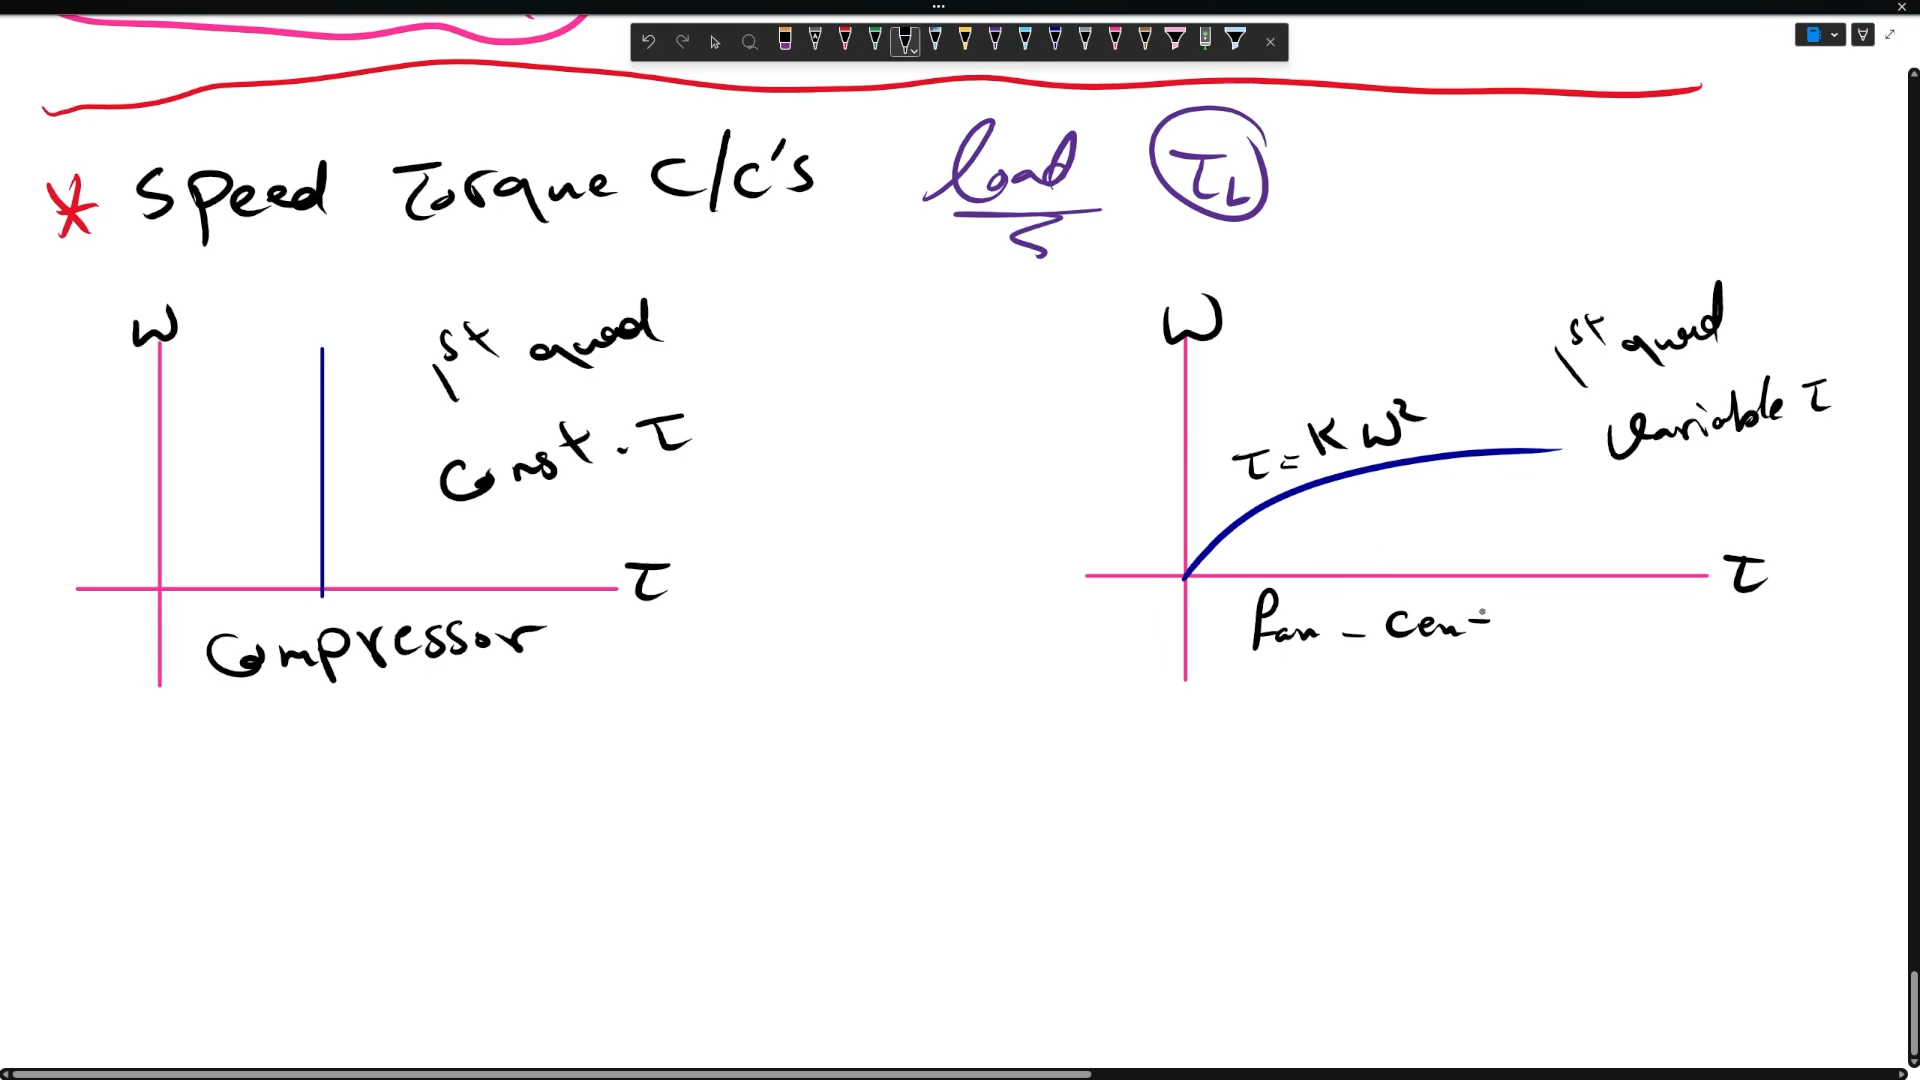 * Speed Torque C/C's load τL
ω
1st quad
Const. τ
τ
Compressor
ω
1st quad
Variable τ
τ = K ω²
τ
Fan - Cen